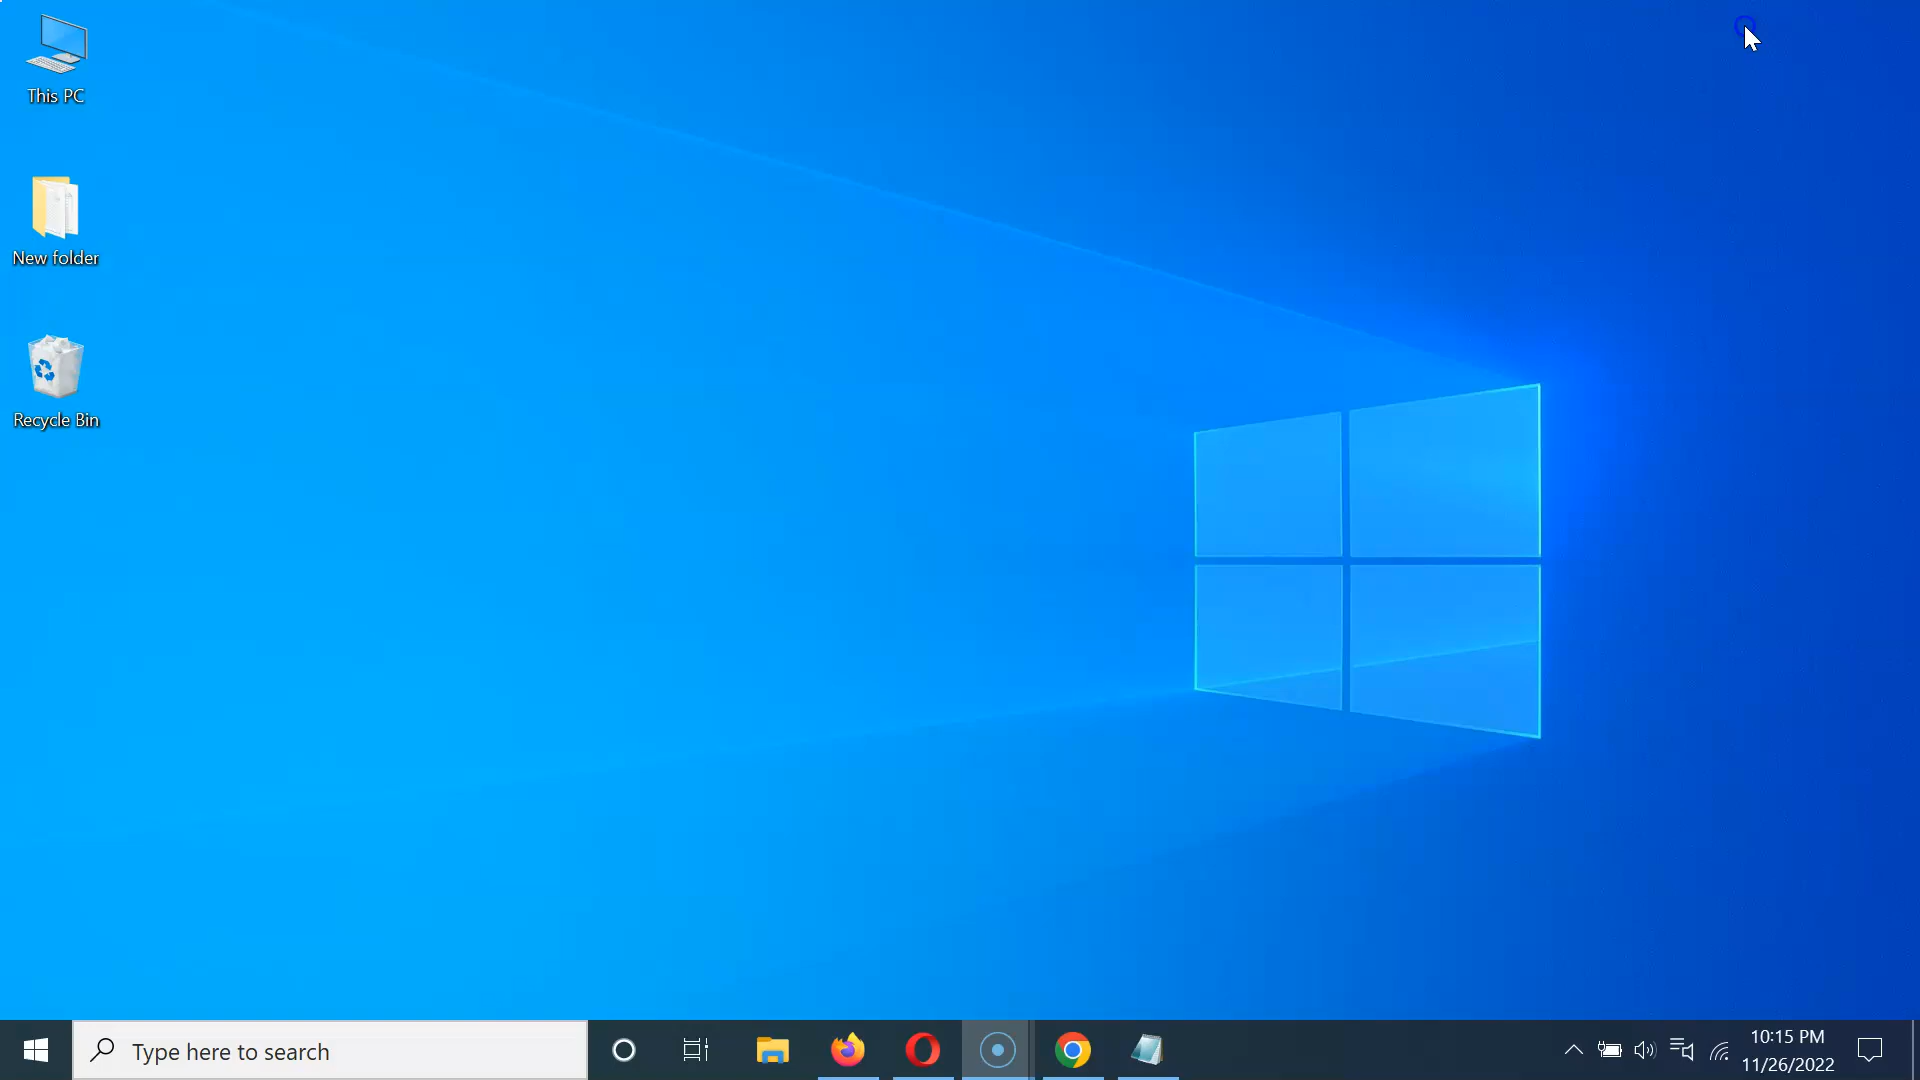 This PC
New folder
Recycle Bin
Type here to search
10:15 PM
11/26/2022